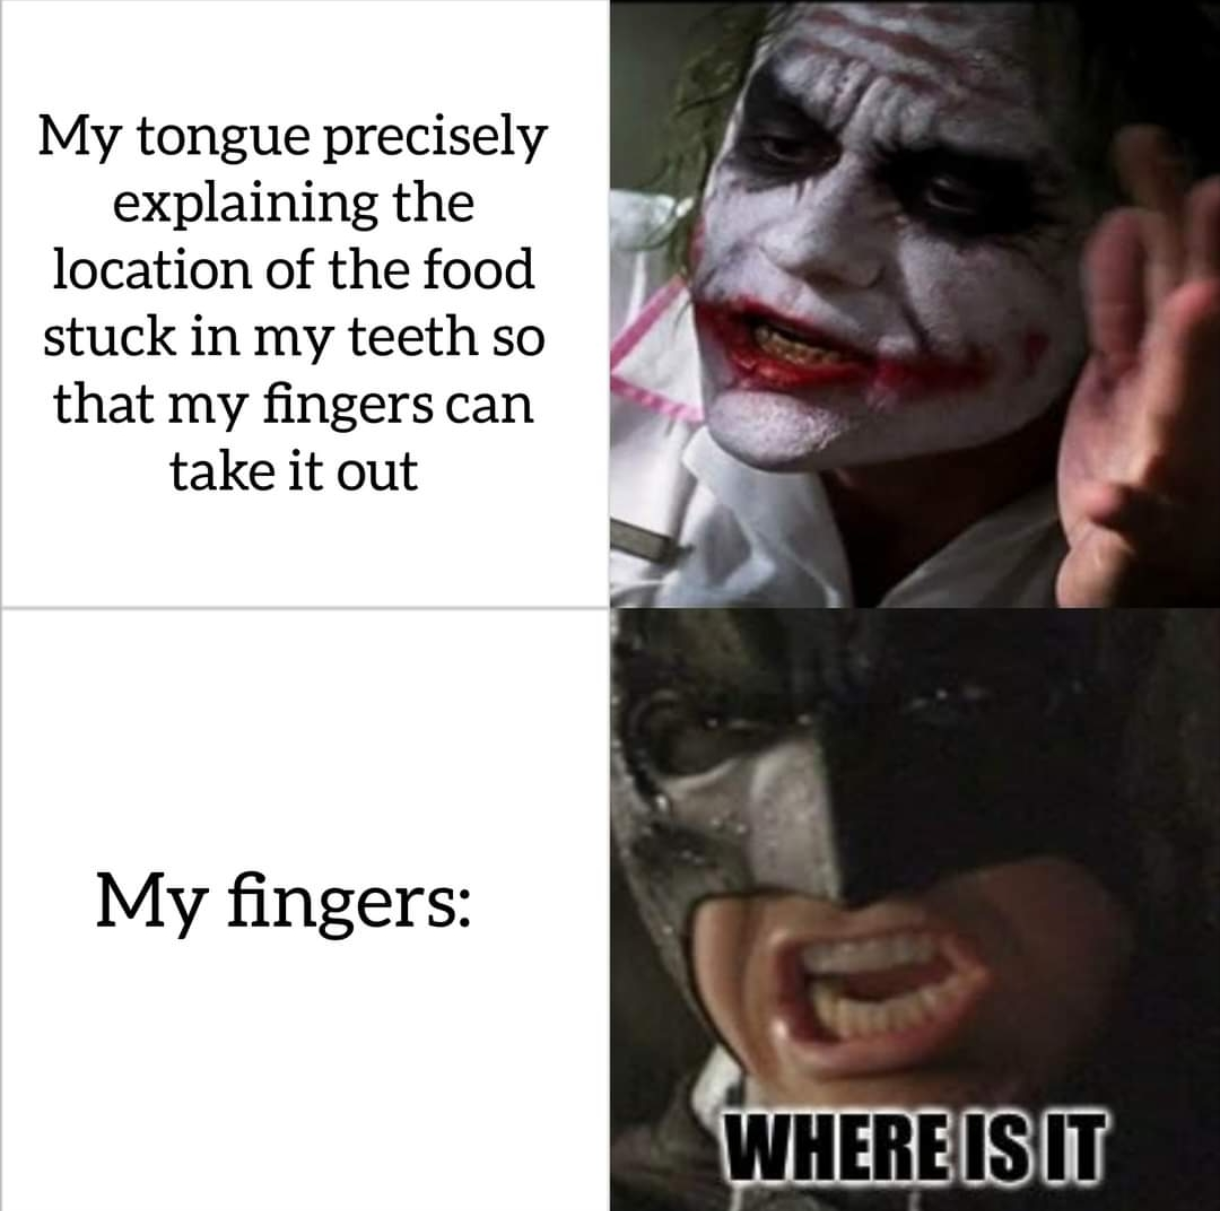 My tongue precisely
explaining the
location of the food
stuck in my teeth so
that my fingers can
take it out
My fingers:
WHERE IS IT